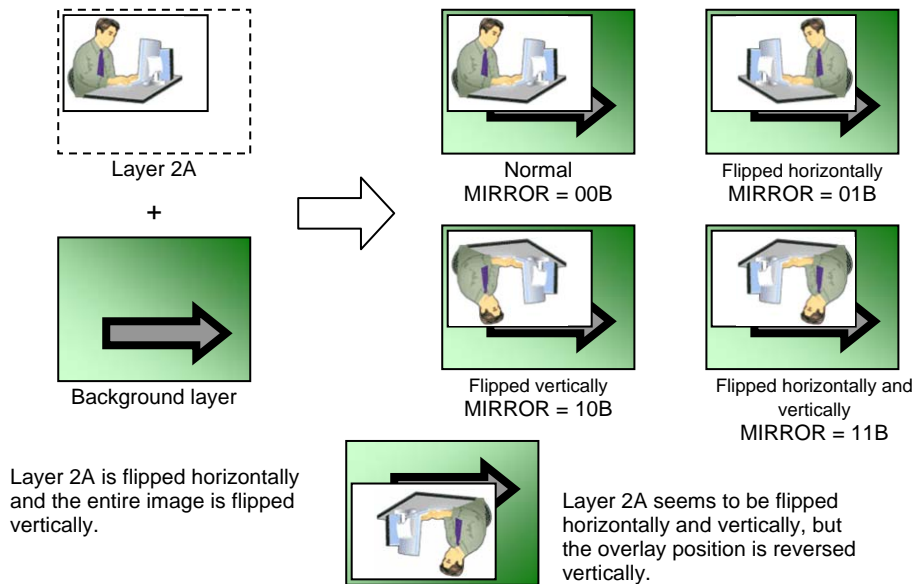 Layer 2A
+
Background layer
Normal
MIRROR = 00B
Flipped horizontally
MIRROR = 01B
Flipped vertically
MIRROR = 10B
Flipped horizontally and
vertically
MIRROR = 11B
Layer 2A is flipped horizontally
and the entire image is flipped
vertically.
Layer 2A seems to be flipped
horizontally and vertically, but
the overlay position is reversed
vertically.